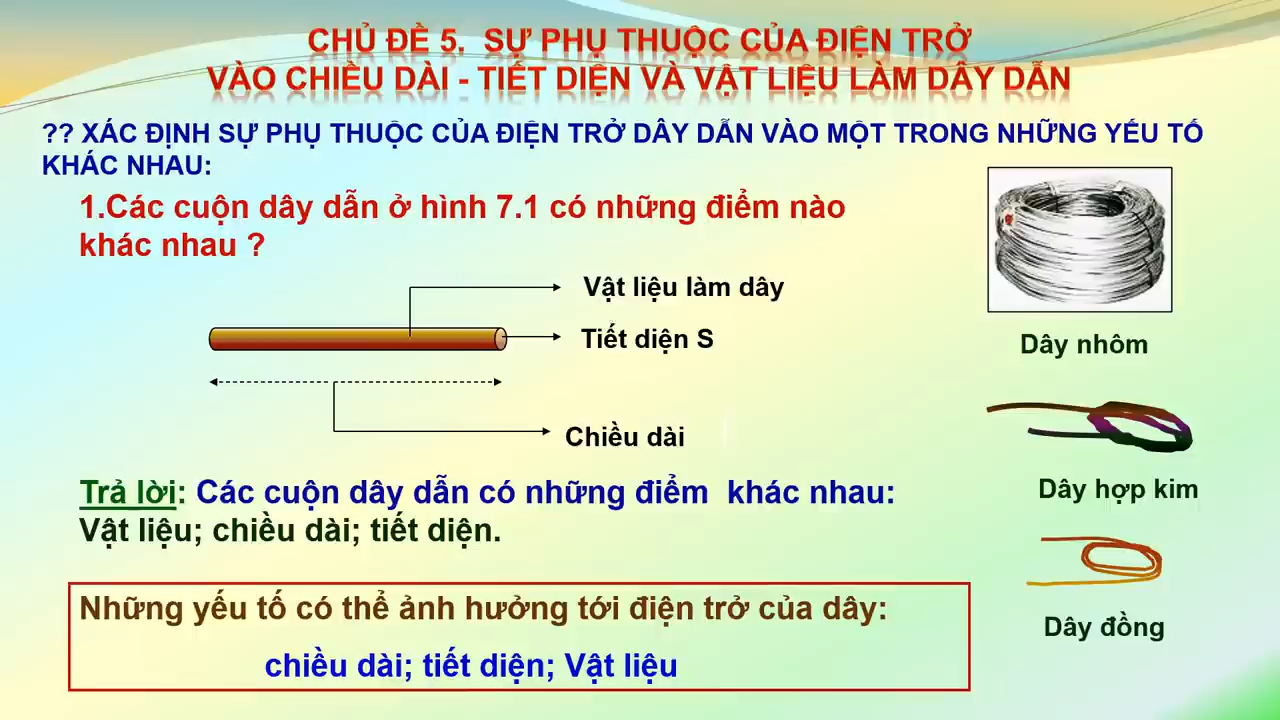 CHỦ ĐỀ 5. SỰ PHỤ THUỘC CỦA ĐIỆN TRỞ
VÀO CHIỀU DÀI - TIẾT DIỆN VÀ VẬT LIỆU LÀM DÂY DẪN
?? XÁC ĐỊNH SỰ PHỤ THUỘC CỦA ĐIỆN TRỞ DÂY DẪN VÀO MỘT TRONG NHỮNG YẾU TỐ
KHÁC NHAU:
1.Các cuộn dây dẫn ở hình 7.1 có những điểm nào
khác nhau ?
Vật liệu làm dây
Tiết diện S
Dây nhôm
Chiều dài
Dây hợp kim
Trả lời: Các cuộn dây dẫn có những điểm khác nhau:
Vật liệu; chiều dài; tiết diện.
Những yếu tố có thể ảnh hưởng tới điện trở của dây:
Dây đồng
chiều dài; tiết diện; Vật liệu